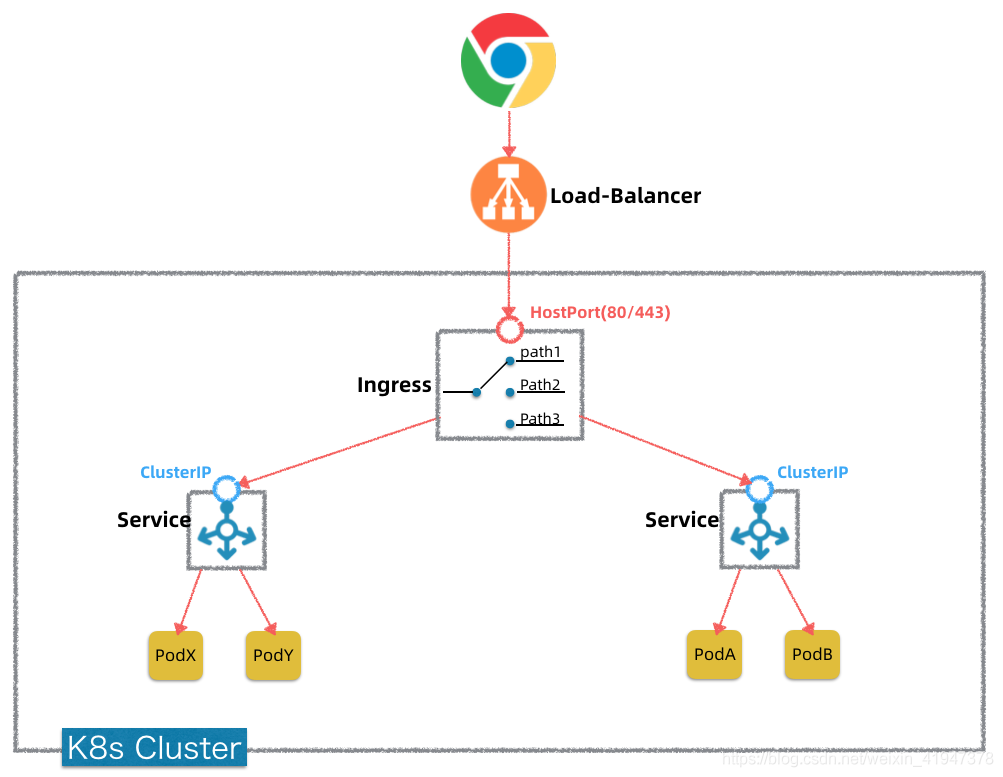 Load-Balancer
HostPort(80/443)
path1
Ingress
Path2
Path3
ClusterIP
ClusterIP
Service
Service
PodX
PodY
PodA
PodB
K8s Cluster
https://blog.csdn.net/weixin_41947378